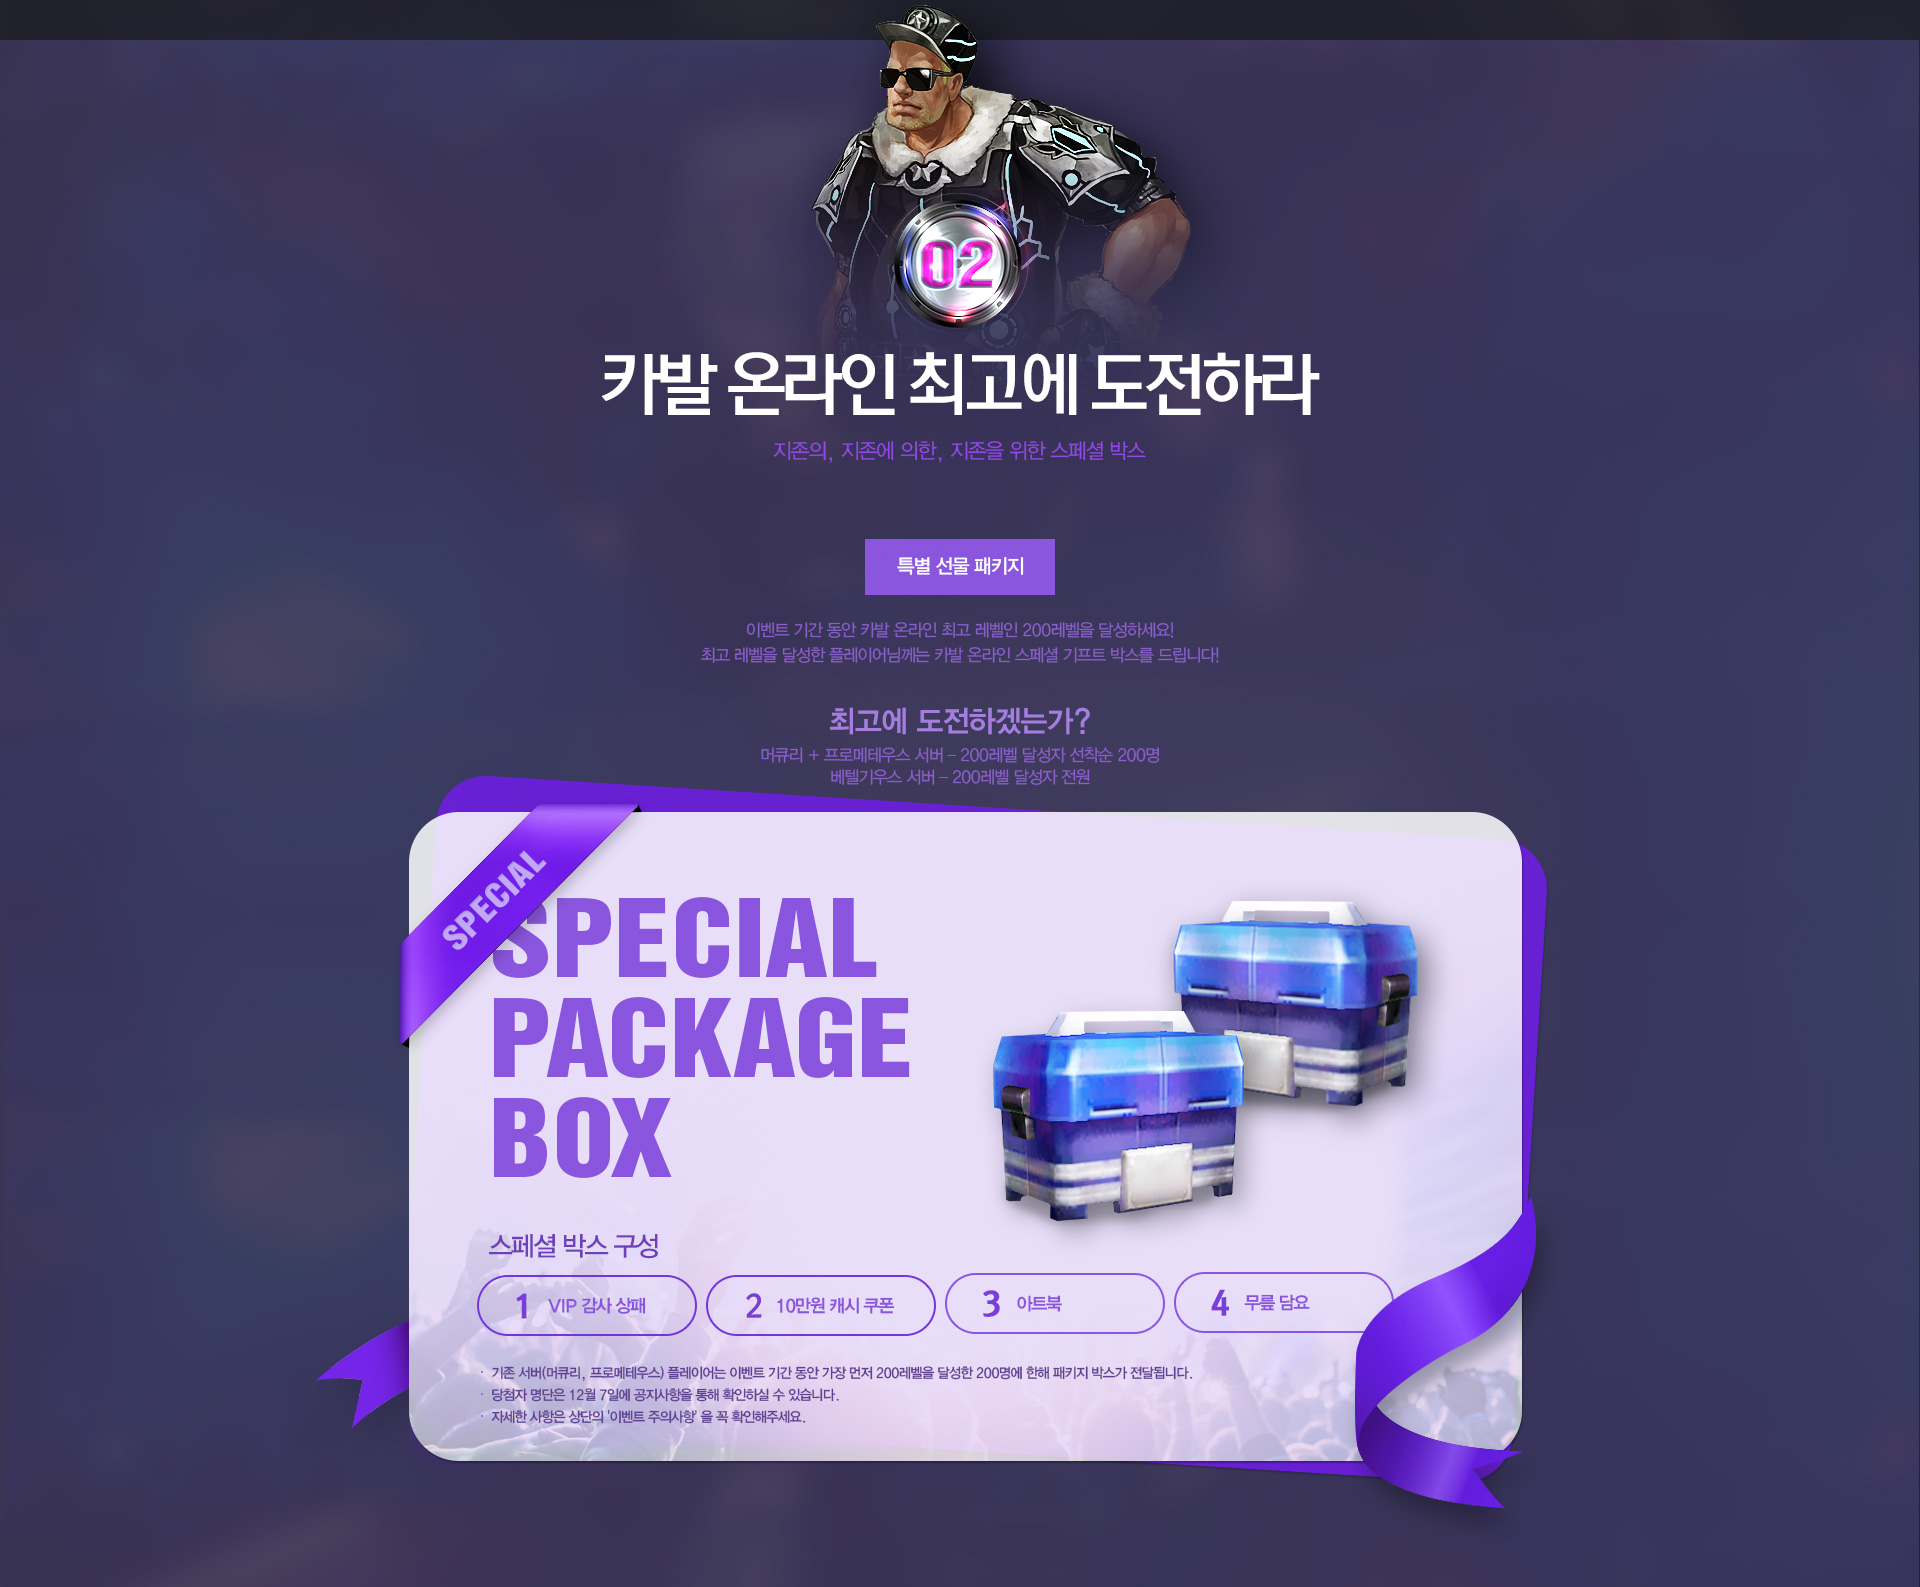 02
카발 온라인 최고에 도전하라
지존의, 지존에 의한, 지존을 위한 스페셜 박스
특별 선물 패키지
이벤트 기간 동안 카발 온라인 최고 레벨인 200레벨을 달성하세요!
최고 레벨을 달성한 플레이어님께는 카발 온라인 스페셜 기프트 박스를 드립니다!
최고에 도전하겠는가?
머큐리 + 프로메테우스 서버 – 200레벨 달성자 선착순 200명
베텔기우스 서버 – 200레벨 달성자 전원
SPECIAL
SPECIAL
PACKAGE
BOX
스페셜 박스 구성
1 VIP 감사 상패
2 10만원 캐시 쿠폰
3 아트북
4 무릎 담요
· 기존 서버(머큐리, 프로메테우스) 플레이어는 이벤트 기간 동안 가장 먼저 200레벨을 달성한 200명에 한해 패키지 박스가 전달됩니다.
· 당첨자 명단은 12월 7일에 공지사항을 통해 확인하실 수 있습니다.
· 자세한 사항은 상단의 '이벤트 주의사항' 을 꼭 확인해주세요.